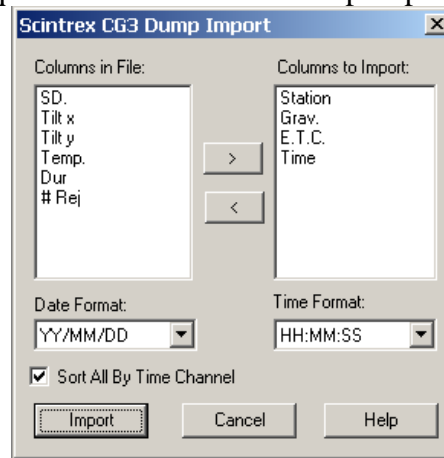 Scintrex CG3 Dump Import
Columns in File:
Columns to Import:
SD.
Tilt x
Tilt y
Temp.
Dur
# Rej
>
<
Station
Grav.
E.T.C.
Time
Date Format:
Time Format:
YY/MM/DD
HH:MM:SS
Sort All By Time Channel
Import
Cancel
Help